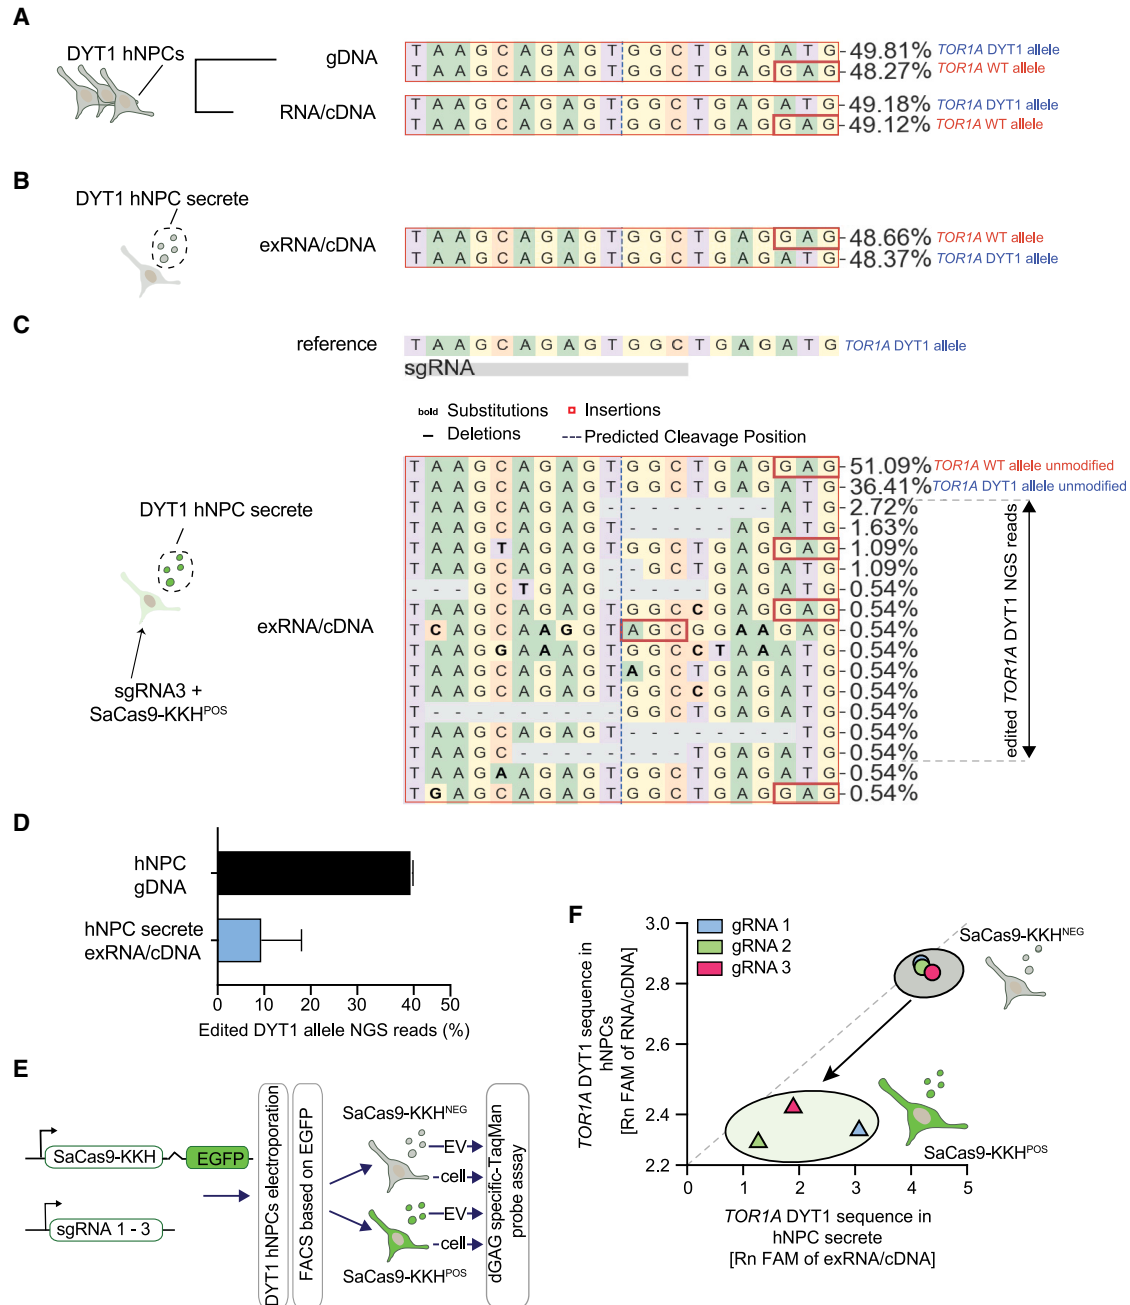 A
DYT1 hNPCs
gDNA
T A A G C A G A G T G G C T G A G A T G - 49.81% TOR1A DYT1 allele
T A A G C A G A G T G G C T G A G G A G - 48.27% TOR1A WT allele
RNA/cDNA
T A A G C A G A G T G G C T G A G A T G - 49.18% TOR1A DYT1 allele
T A A G C A G A G T G G C T G A G G A G - 49.12% TOR1A WT allele
B
DYT1 hNPC secrete
exRNA/cDNA
T A A G C A G A G T G G C T G A G G A G - 48.66% TOR1A WT allele
T A A G C A G A G T G G C T G A G A T G - 48.37% TOR1A DYT1 allele
C
reference
T A A G C A G A G T G G C T G A G A T G TOR1A DYT1 allele
sgRNA
bold Substitutions
Insertions
– Deletions
---Predicted Cleavage Position
DYT1 hNPC secrete
sgRNA3 +
SaCas9-KKHPOS
exRNA/cDNA
T A A G C A G A G T G G C T G A G G A G - 51.09% TOR1A WT allele unmodified
T A A G C A G A G T G G C T G A G A T G - 36.41% TOR1A DYT1 allele unmodified
T A A G C A G A G - - - - - - - - A T G - 2.72%
T A A G C A G A G - - - - - - A G A T G - 1.63%
T A A G T A G A G T G G C T G A G G A G - 1.09%
T A A G C A G A G - - G C T G A G A T G - 1.09%
- - - G C T G A G - - - - - G A G A T G - 0.54%
T A A G C A G A G T G G C C G A G G A G - 0.54%
T C A G C A A G G T A G C G G A A G A G - 0.54%
T A A G G A A A G T G G C C T A A A T G - 0.54%
T A A G C A G A G T A G C T G A G A T G - 0.54%
T A A G C A G A G T G G C C G A G A T G - 0.54%
T - - - - - - - - - G G C T G A G A T G - 0.54%
T A A G C A G A G T - - - - - - - - T G - 0.54%
T A A G C - - - - - - - - - T G A G A T G - 0.54%
T A A G A A G A G T G G C T G A G A T G - 0.54%
T G A G C A G A G T G G C T G A G G A G - 0.54%
edited TOR1A DYT1 NGS reads
D
hNPC
gDNA
hNPC secrete
exRNA/cDNA
0 10 20 30 40 50
Edited DYT1 allele NGS reads (%)
E
SaCas9-KKH
EGFP
sgRNA 1 - 3
DYT1 hNPCs electroporation
FACS based on EGFP
SaCas9-KKHNEG
EV
cell
EV
cell
SaCas9-KKHPOS
dGAG specific-TaqMan
probe assay
F
gRNA 1
gRNA 2
gRNA 3
SaCas9-KKHNEG
SaCas9-KKHPOS
3.0
2.8
2.6
2.4
2.2
TOR1A DYT1 sequence in
hNPCs
[Rn FAM of RNA/cDNA]
0 1 2 3 4 5
TOR1A DYT1 sequence in
hNPC secrete
[Rn FAM of exRNA/cDNA]